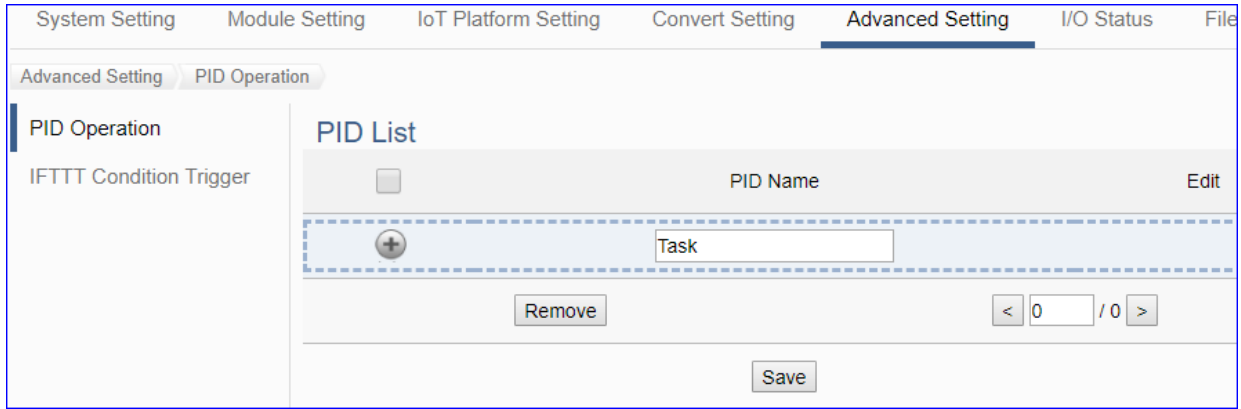 System Setting Module Setting IoT Platform Setting Convert Setting Advanced Setting I/O Status File
Advanced Setting PID Operation
PID Operation
IFTTT Condition Trigger
PID List
PID Name Edit
Task
Remove < 0 / 0 >
Save